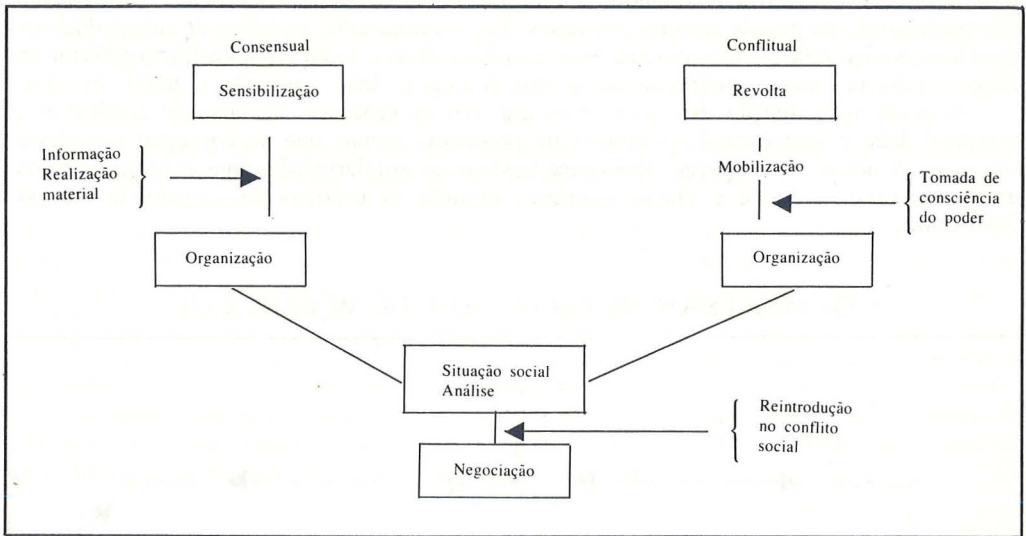 Consensual
Conflitual
Sensibilização
Revolta
Informação
Realização
material
Mobilização
Tomada de
consciência
do poder
Organização
Organização
Situação social
Análise
Reintrodução
no conflito
social
Negociação